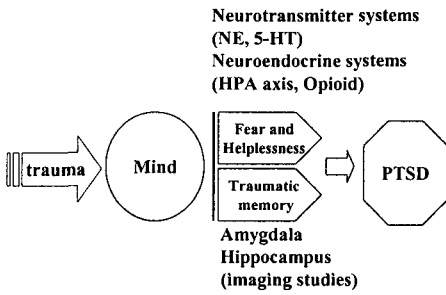 Neurotransmitter systems
(NE, 5-HT)
Neuroendocrine systems
(HPA axis, Opioid)
trauma
Mind
Fear and
Helplessness
Traumatic
memory
PTSD
Amygdala
Hippocampus
(imaging studies)